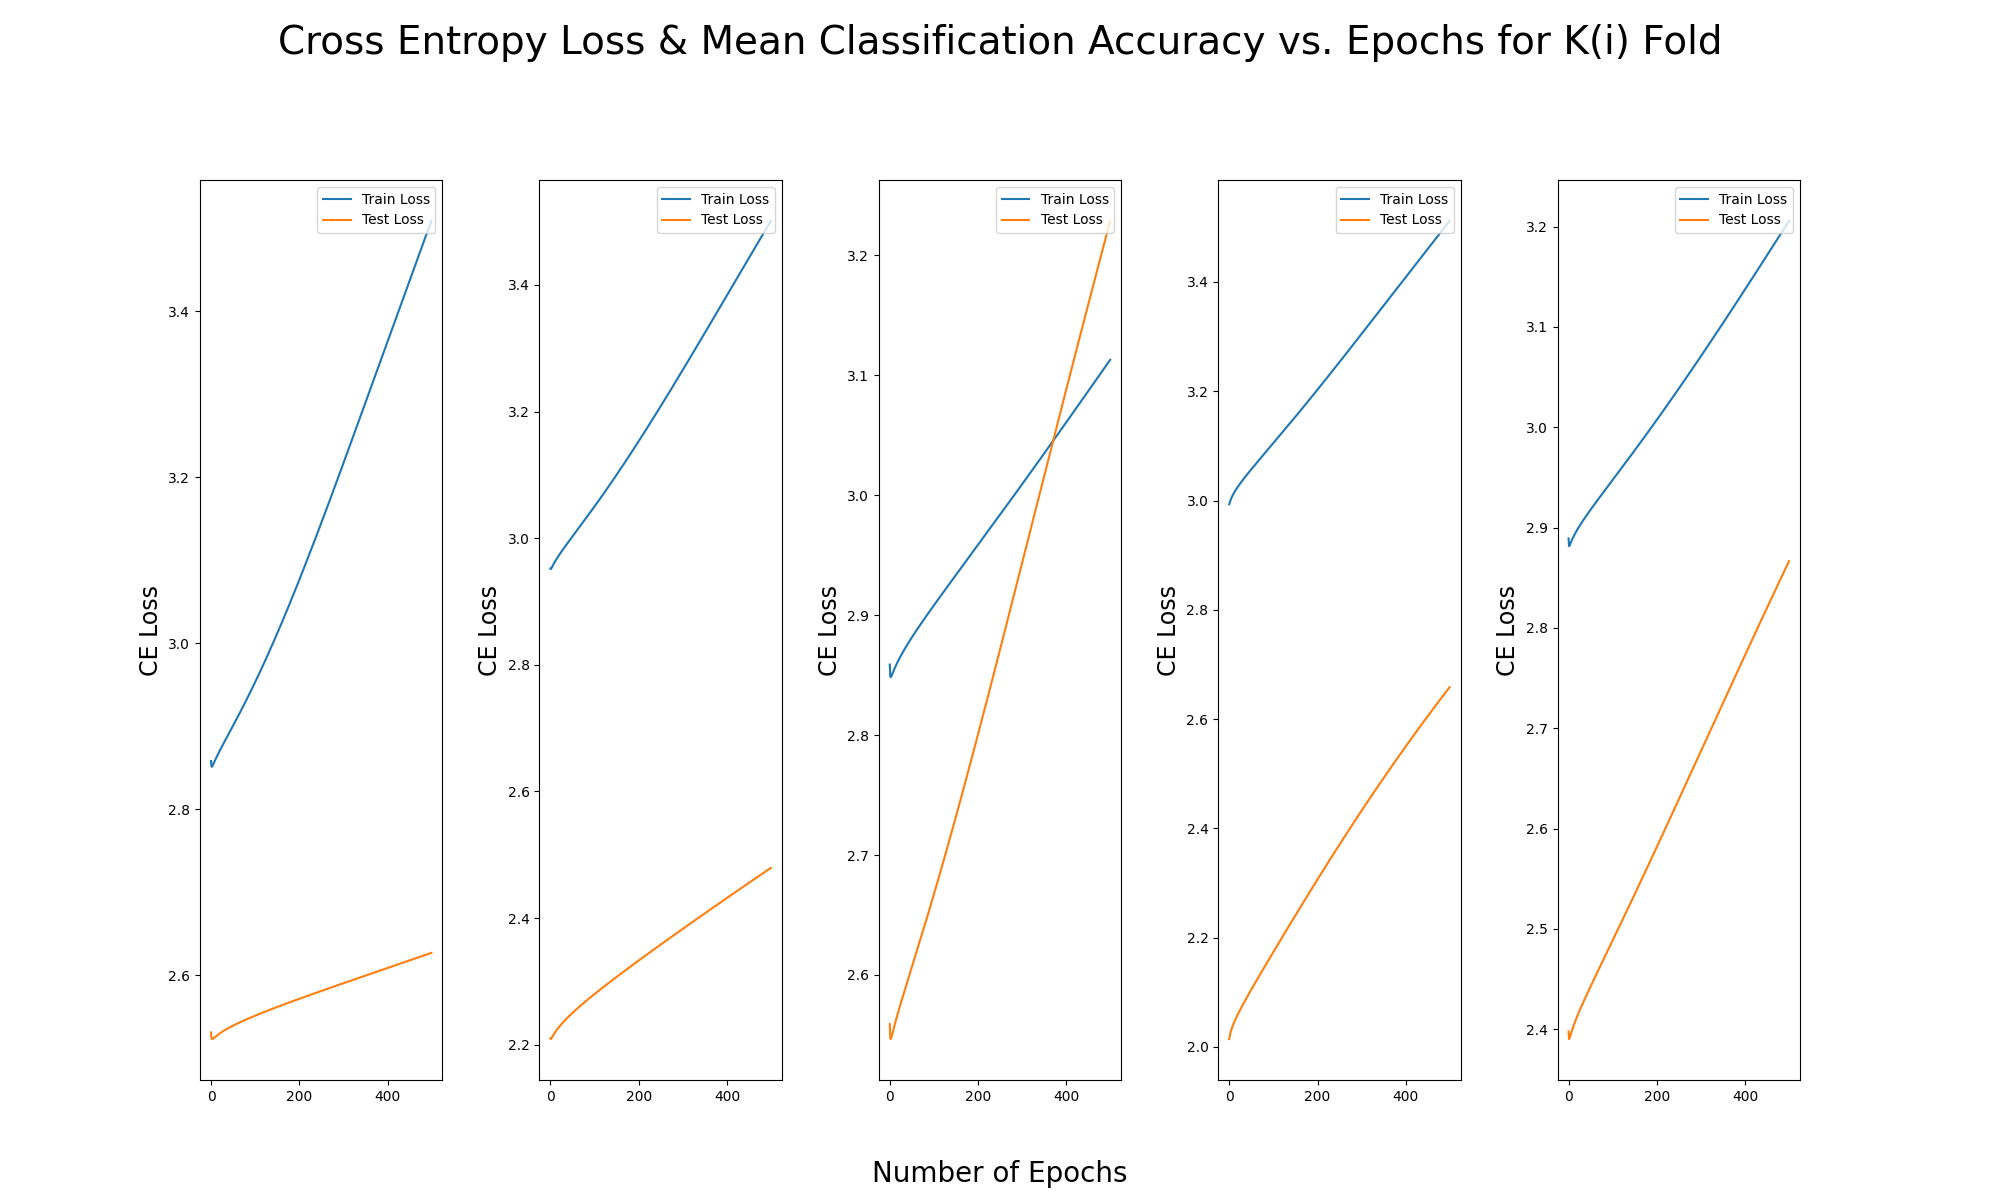 Cross Entropy Loss & Mean Classification Accuracy vs. Epochs for K(i) Fold
Train Loss
Test Loss
CE Loss
3.4
3.2
3.0
2.8
2.6
0 200 400
Train Loss
Test Loss
CE Loss
3.4
3.2
3.0
2.8
2.6
2.4
2.2
0 200 400
Train Loss
Test Loss
CE Loss
3.2
3.1
3.0
2.9
2.8
2.7
2.6
0 200 400
Train Loss
Test Loss
CE Loss
3.4
3.2
3.0
2.8
2.6
2.4
2.2
2.0
0 200 400
Train Loss
Test Loss
CE Loss
3.2
3.1
3.0
2.9
2.8
2.7
2.6
2.5
2.4
0 200 400
Number of Epochs